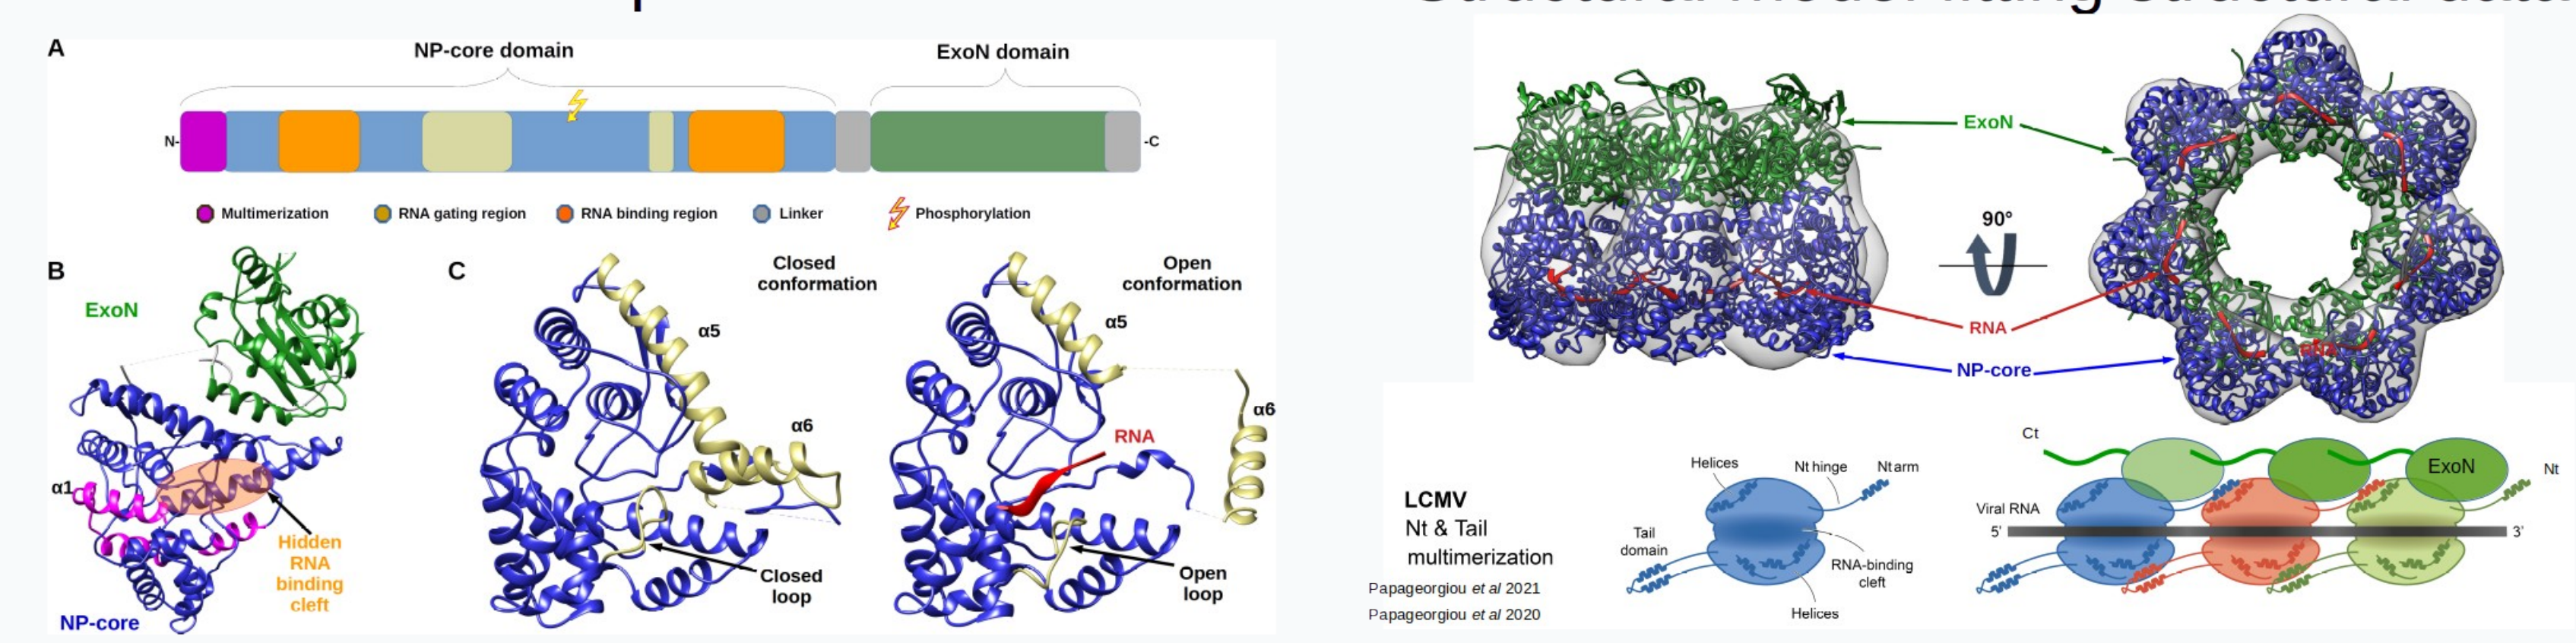 A
NP-core domain
ExoN domain
N-
-C
Multimerization
RNA gating region
RNA binding region
Linker
Phosphorylation
B
ExoN
α1
Hidden
RNA
binding
cleft
NP-core
C
Closed
conformation
α5
α6
Closed
loop
Open
conformation
α5
α6
RNA
Open
loop
ExoN
90°
RNA
RNA
NP-core
LCMV
Nt & Tail
multimerization
Papageorgiou et al 2021
Papageorgiou et al 2020
Helices
Nt hinge
Nt arm
Tail
domain
RNA-binding
cleft
Helices
Ct
ExoN
Nt
Viral RNA
5'
3'